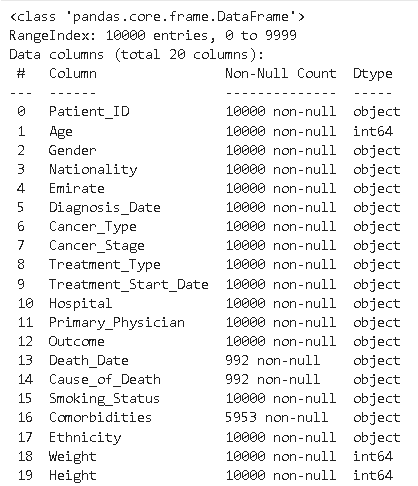 <class 'pandas.core.frame.DataFrame'>
RangeIndex: 10000 entries, 0 to 9999
Data columns (total 20 columns):
 #   Column                Non-Null Count  Dtype
---  ------                --------------  -----
 0   Patient_ID            10000 non-null  object
 1   Age                   10000 non-null  int64
 2   Gender                10000 non-null  object
 3   Nationality           10000 non-null  object
 4   Emirate               10000 non-null  object
 5   Diagnosis_Date        10000 non-null  object
 6   Cancer_Type           10000 non-null  object
 7   Cancer_Stage          10000 non-null  object
 8   Treatment_Type        10000 non-null  object
 9   Treatment_Start_Date  10000 non-null  object
 10  Hospital              10000 non-null  object
 11  Primary_Physician     10000 non-null  object
 12  Outcome               10000 non-null  object
 13  Death_Date            992 non-null    object
 14  Cause_of_Death        992 non-null    object
 15  Smoking_Status        10000 non-null  object
 16  Comorbidities         5953 non-null   object
 17  Ethnicity             10000 non-null  object
 18  Weight                10000 non-null  int64
 19  Height                10000 non-null  int64